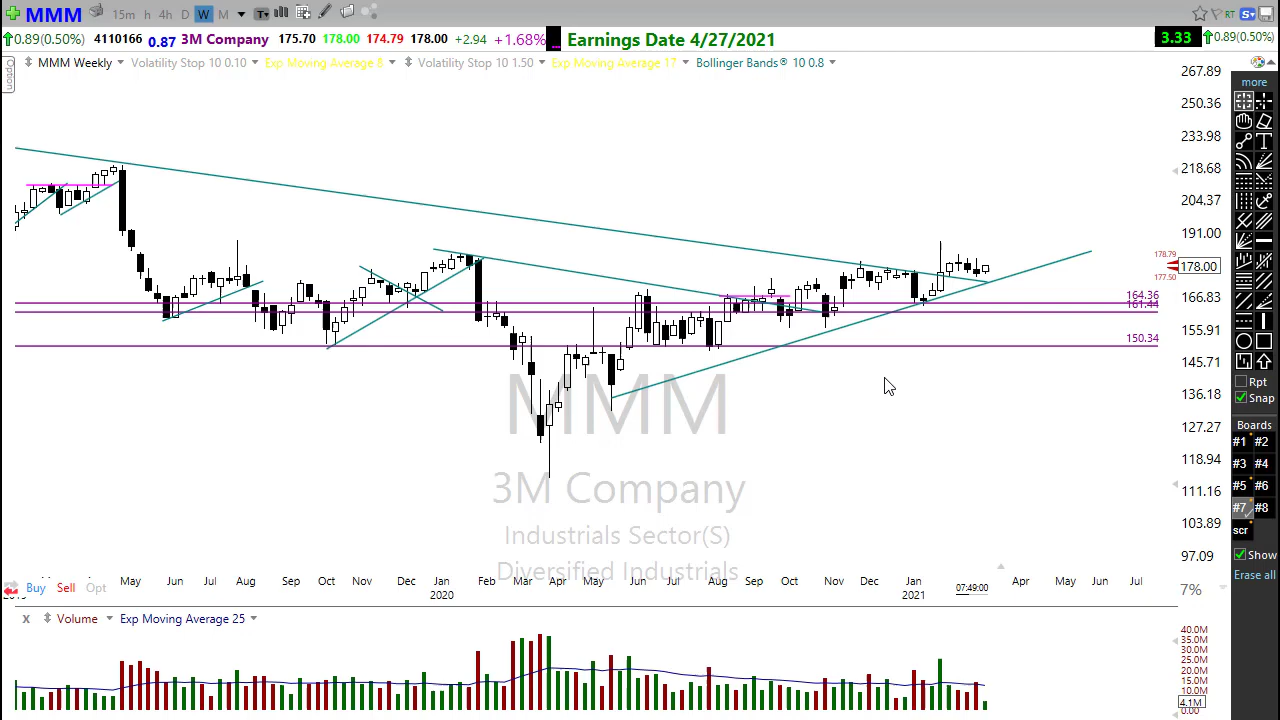 MMM 15m h 4h D W M T RT S
0.89(0.50%) 4110166 0.87 3M Company 175.70 178.00 174.79 178.00 +2.94 +1.68% Earnings Date 4/27/2021 3.33 0.89(0.50%)
Option MMM Weekly Volatility Stop 10 0.10 Exp Moving Average 8 Volatility Stop 10 1.50 Exp Moving Average 17 Bollinger Bands® 10 0.8
267.89
250.36
233.98
218.68
204.37
191.00
178.79
178.00
177.50
166.83
164.36
161.44
155.91
150.34
145.71
136.18
127.27
118.94
111.16
103.89
97.09
more
T
Rpt
Snap
Boards
#1 #2
#3 #4
#5 #6
#7 #8
scr
Show
Erase all
MMM
3M Company
Industrials Sector(S)
Diversified Industrials
May Jun Jul Aug Sep Oct Nov Dec Jan Feb Mar Apr May Jun Jul Aug Sep Oct Nov Dec Jan Apr May Jun Jul
Buy Sell Opt 2020 2021 07:49:00 7%
X Volume Exp Moving Average 25
40.0M
35.0M
30.0M
25.0M
20.0M
15.0M
10.0M
4.1M
0.00